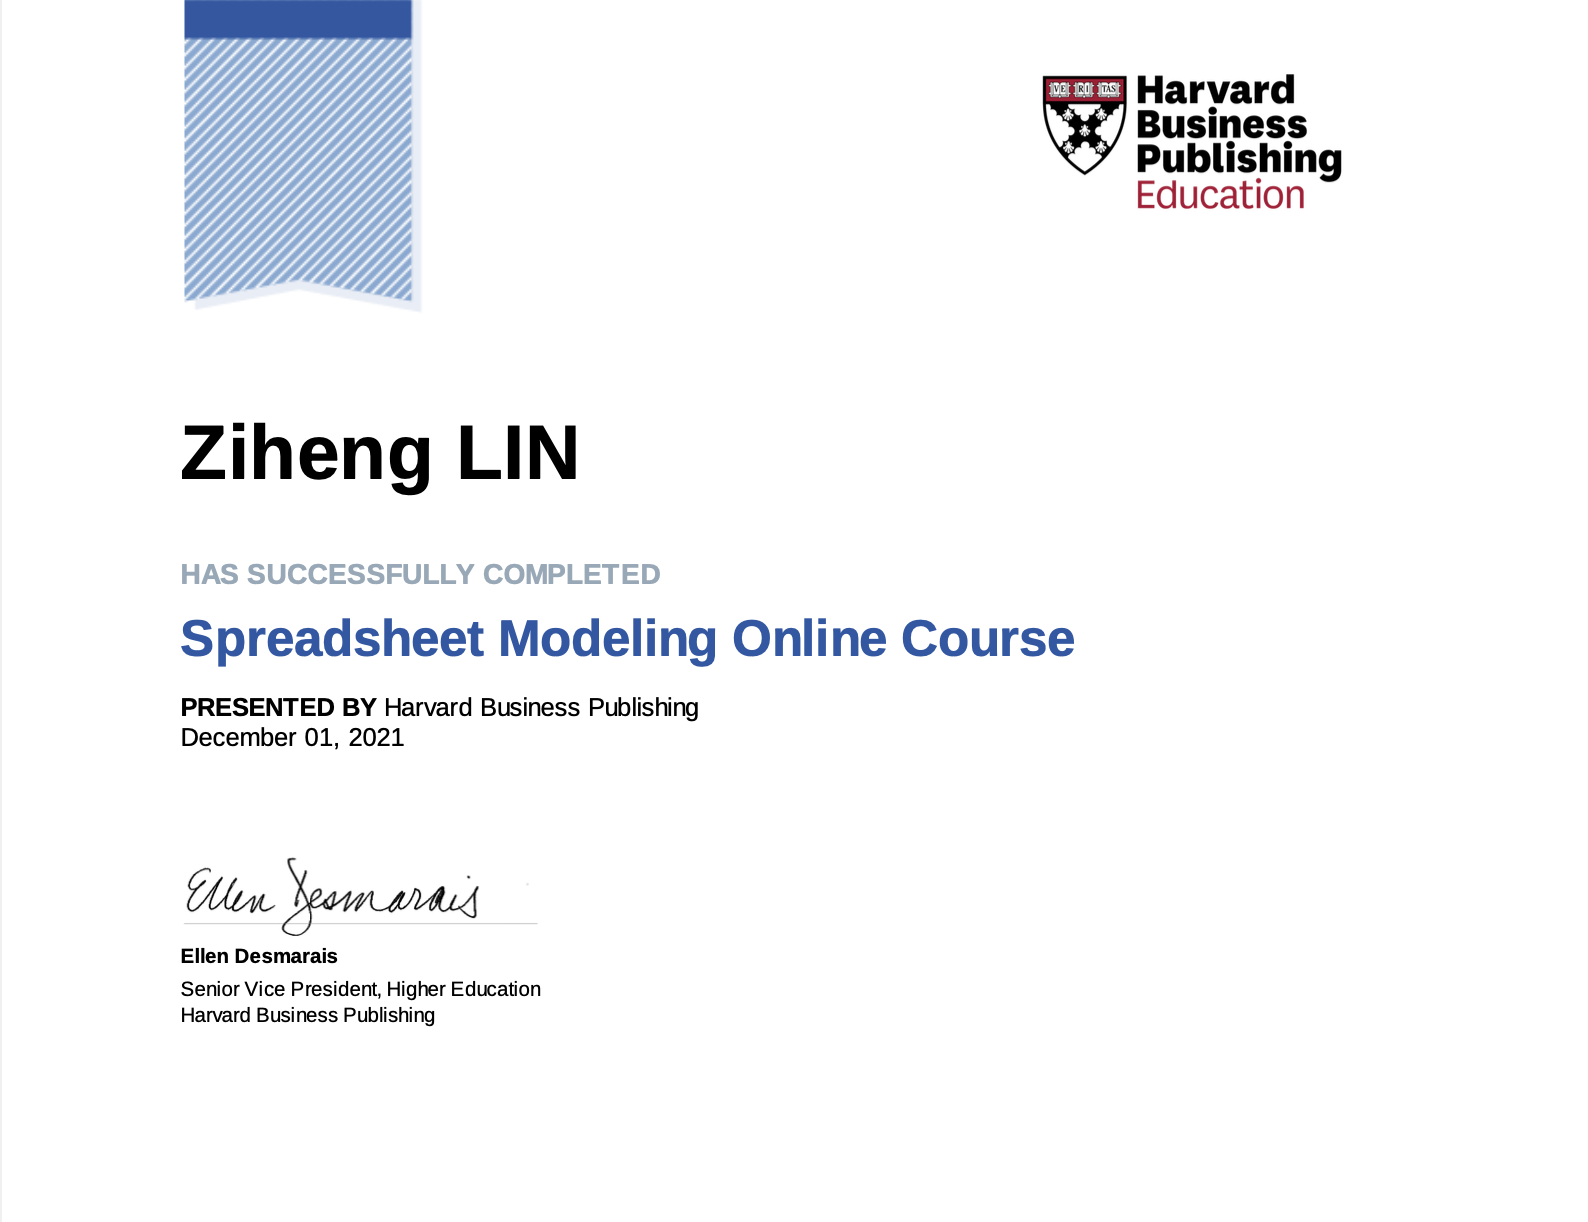 VE RI TAS
Harvard
Business
Publishing
Education
Ziheng LIN
HAS SUCCESSFULLY COMPLETED
Spreadsheet Modeling Online Course
PRESENTED BY Harvard Business Publishing
December 01, 2021
Ellen Desmarais
Ellen Desmarais
Senior Vice President, Higher Education
Harvard Business Publishing